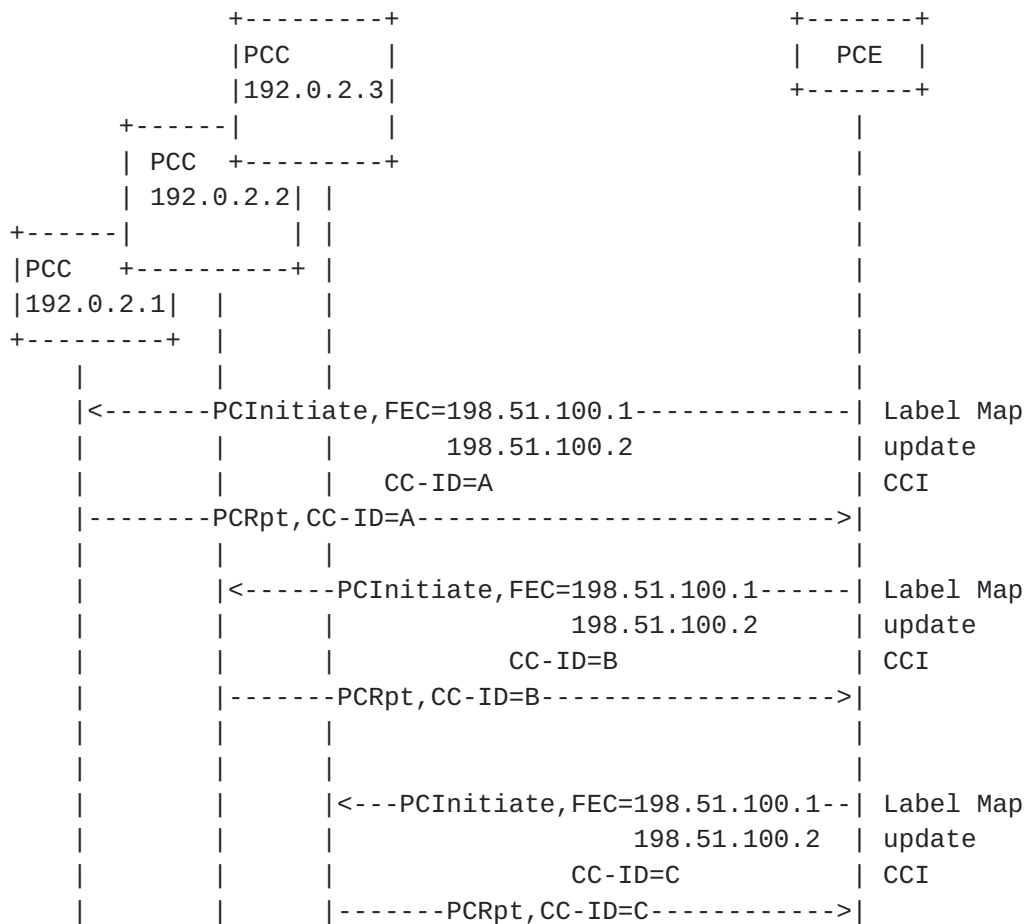 PCC
PCE
192.0.2.3
PCC
192.0.2.2
PCC
192.0.2.1
<-------PCInitiate,FEC=198.51.100.1--------------| Label Map
198.51.100.2 | update
CC-ID=A | CCI
|--------PCRpt,CC-ID=A--------------------------->|
|<------PCInitiate,FEC=198.51.100.1------| Label Map
198.51.100.2 | update
CC-ID=B | CCI
|-------PCRpt,CC-ID=B------------------->|
|<---PCInitiate,FEC=198.51.100.1--| Label Map
198.51.100.2 | update
CC-ID=C | CCI
|-------PCRpt,CC-ID=C------------>|